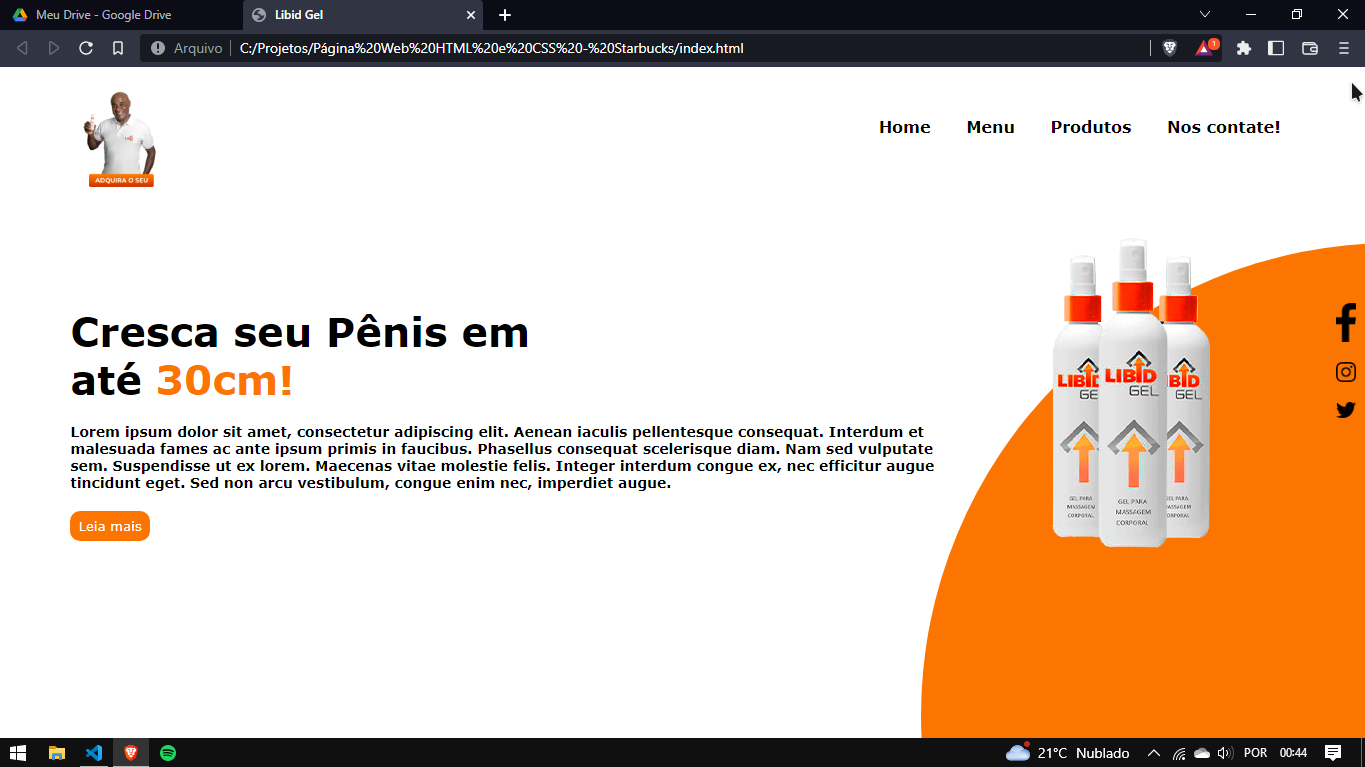 Meu Drive - Google Drive
Libid Gel
Arquivo
C:/Projetos/Página%20Web%20HTML%20e%20CSS%20-%20Starbucks/index.html
1
ADQUIRA O SEU
Home Menu Produtos Nos contate!
Cresca seu Pênis em
até 30cm!
Lorem ipsum dolor sit amet, consectetur adipiscing elit. Aenean iaculis pellentesque consequat. Interdum et
malesuada fames ac ante ipsum primis in faucibus. Phasellus consequat scelerisque diam. Nam sed vulputate
sem. Suspendisse ut ex lorem. Maecenas vitae molestie felis. Integer interdum congue ex, nec efficitur augue
tincidunt eget. Sed non arcu vestibulum, congue enim nec, imperdiet augue.
Leia mais
LIBID
GEL
GEL PARA
MASSAGEM
CORPORAL
LIBID
GEL
GEL PARA
MASSAGEM
CORPORAL
IBID
GEL
GEL PARA
MASSAGEM
CORPORAL
21°C Nublado
POR
00:44